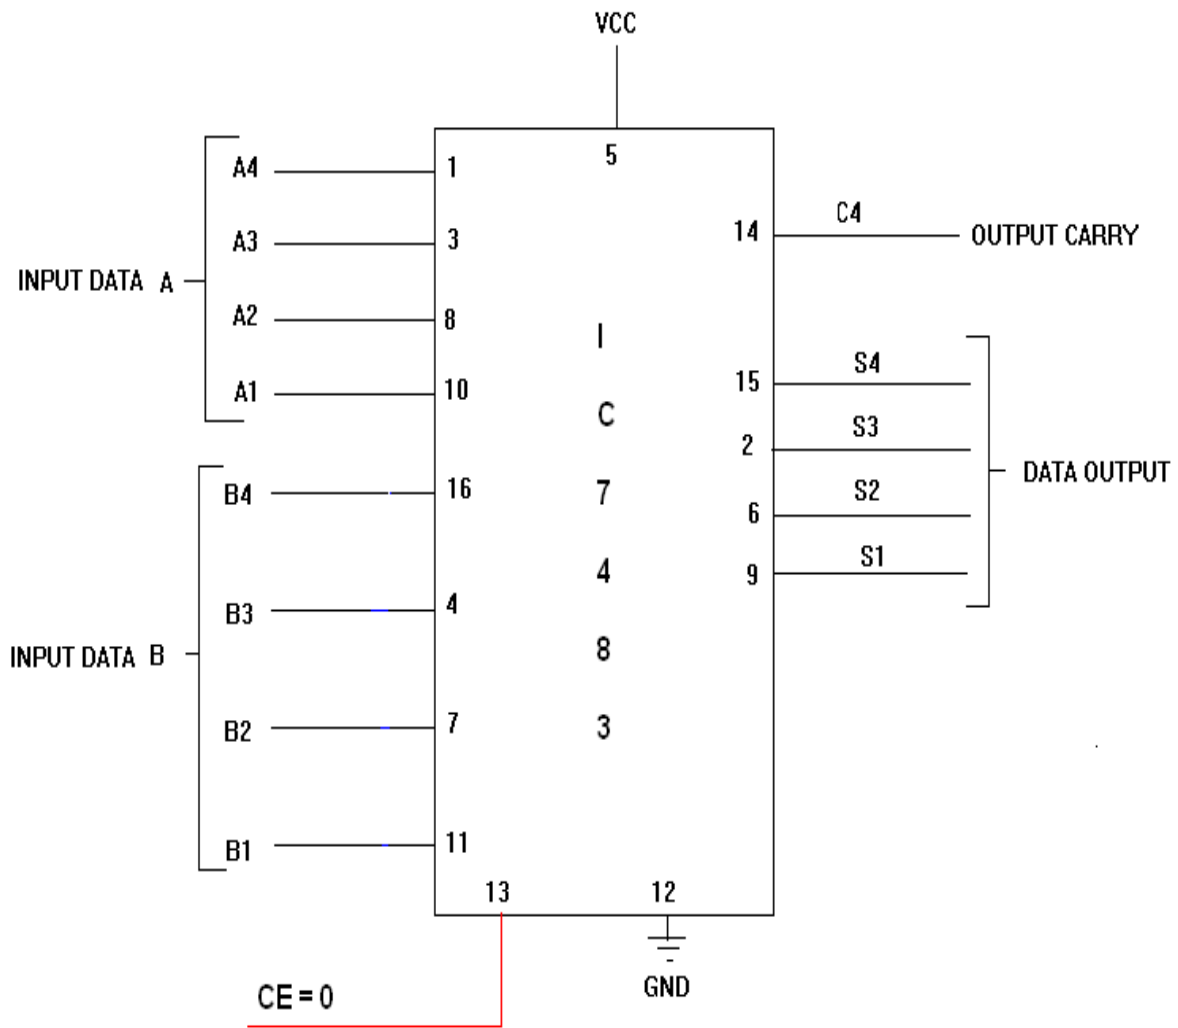 VCC
5
A4 1
A3 3
INPUT DATA A
A2 8
A1 10
14 C4 OUTPUT CARRY
I
C
7
4
8
3
15 S4
2 S3
DATA OUTPUT
6 S2
9 S1
B4 16
B3 4
INPUT DATA B
B2 7
B1 11
13 12
CE = 0
GND